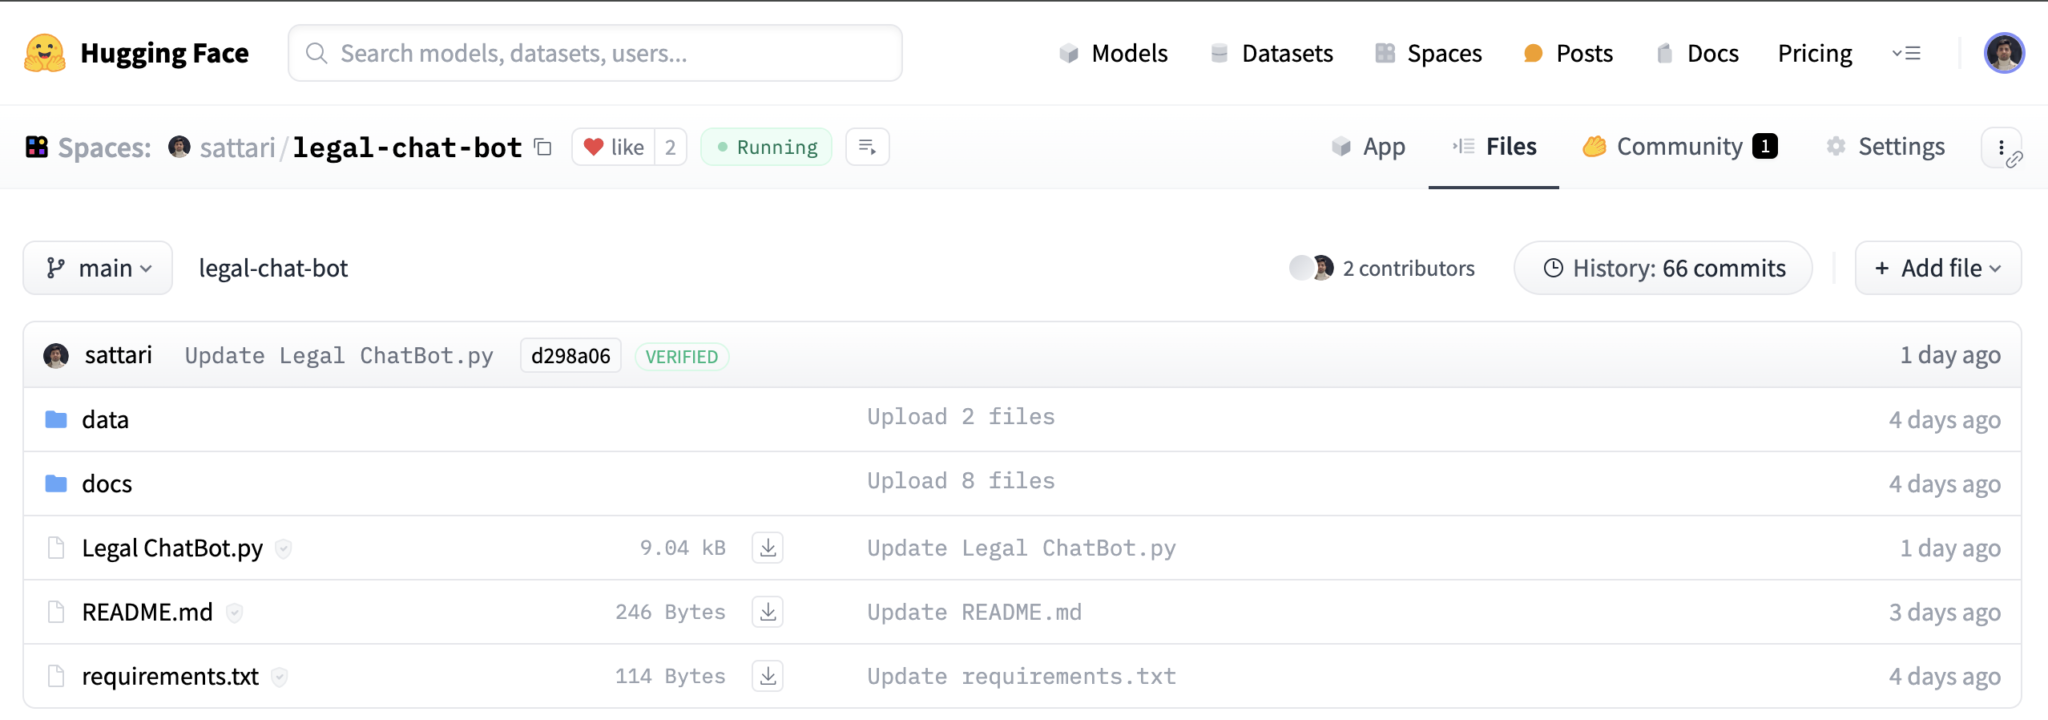 Hugging Face Search models, datasets, users... Models Datasets Spaces Posts Docs Pricing
Spaces: sattari/legal-chat-bot like 2 Running App Files Community 1 Settings
main legal-chat-bot 2 contributors History: 66 commits + Add file
sattari Update Legal ChatBot.py d298a06 VERIFIED 1 day ago
data Upload 2 files 4 days ago
docs Upload 8 files 4 days ago
Legal ChatBot.py 9.04 kB Update Legal ChatBot.py 1 day ago
README.md 246 Bytes Update README.md 3 days ago
requirements.txt 114 Bytes Update requirements.txt 4 days ago